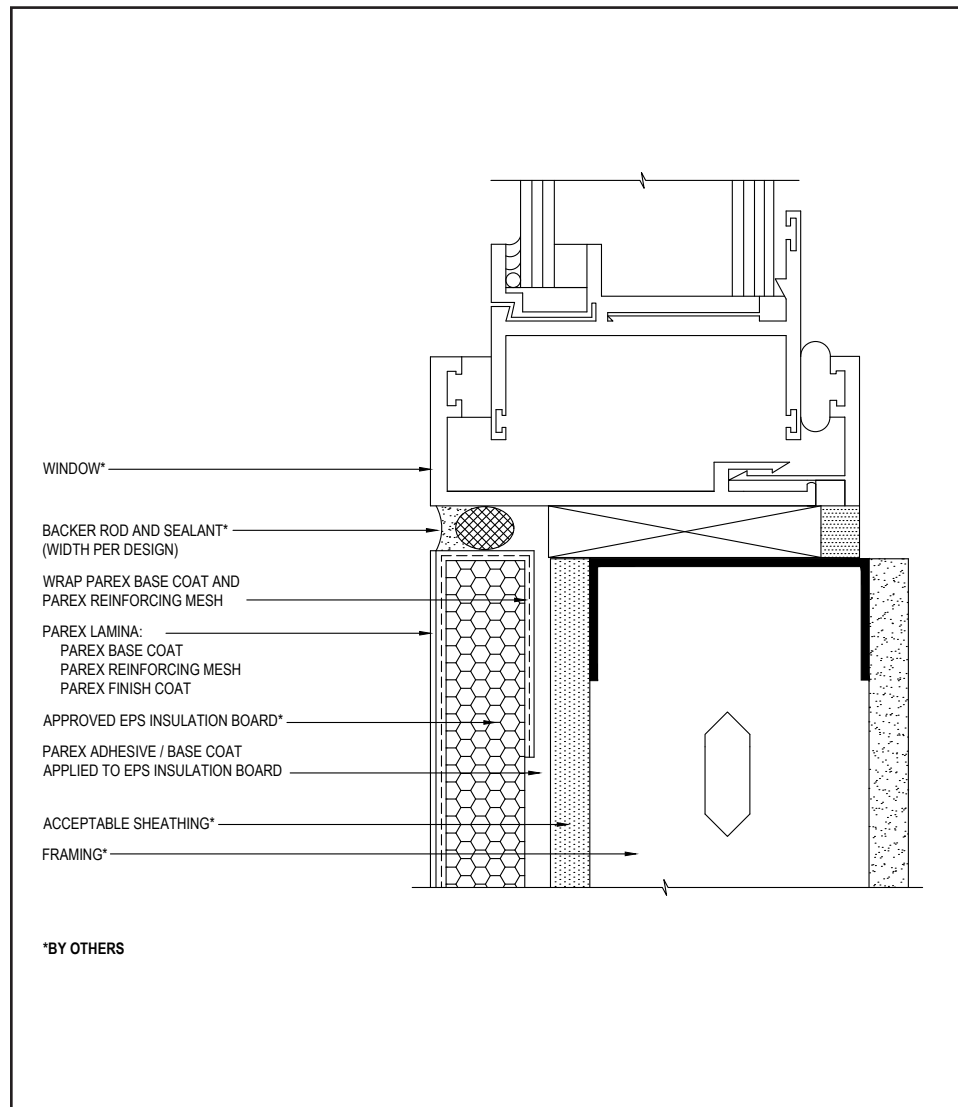 WINDOW*
BACKER ROD AND SEALANT*
(WIDTH PER DESIGN)
WRAP PAREX BASE COAT AND
PAREX REINFORCING MESH
PAREX LAMINA:
PAREX BASE COAT
PAREX REINFORCING MESH
PAREX FINISH COAT
APPROVED EPS INSULATION BOARD*
PAREX ADHESIVE / BASE COAT
APPLIED TO EPS INSULATION BOARD
ACCEPTABLE SHEATHING*
FRAMING*
*BY OTHERS